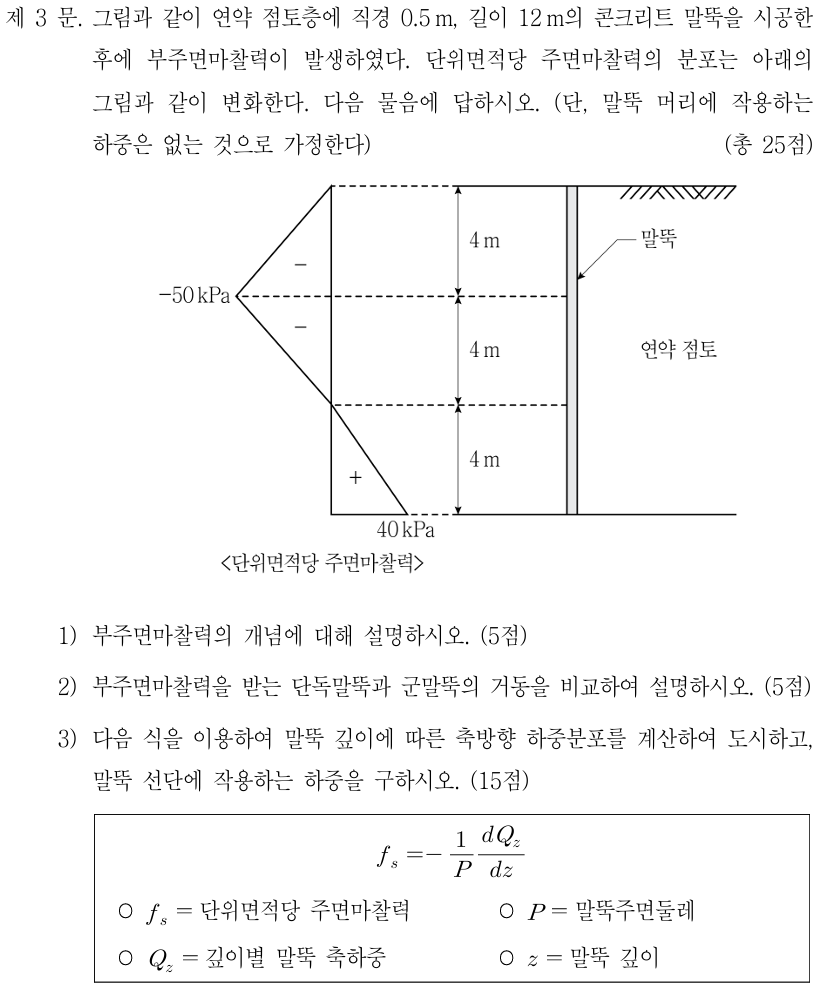 제 3 문. 그림과 같이 연약 점토층에 직경 0.5 m, 길이 12 m의 콘크리트 말뚝을 시공한
후에 부주면마찰력이 발생하였다. 단위면적당 주면마찰력의 분포는 아래의
그림과 같이 변화한다. 다음 물음에 답하시오. (단, 말뚝 머리에 작용하는
하중은 없는 것으로 가정한다) (총 25점)
4 m
말뚝
−
−50 kPa
−
4 m
연약 점토
4 m
+
40 kPa
<단위면적당 주면마찰력>
1) 부주면마찰력의 개념에 대해 설명하시오. (5점)
2) 부주면마찰력을 받는 단독말뚝과 군말뚝의 거동을 비교하여 설명하시오. (5점)
3) 다음 식을 이용하여 말뚝 깊이에 따른 축방향 하중분포를 계산하여 도시하고,
말뚝 선단에 작용하는 하중을 구하시오. (15점)
f_s = − 1/P dQ_z/dz
○ f_s = 단위면적당 주면마찰력 ○ P = 말뚝주면둘레
○ Q_z = 깊이별 말뚝 축하중 ○ z = 말뚝 깊이